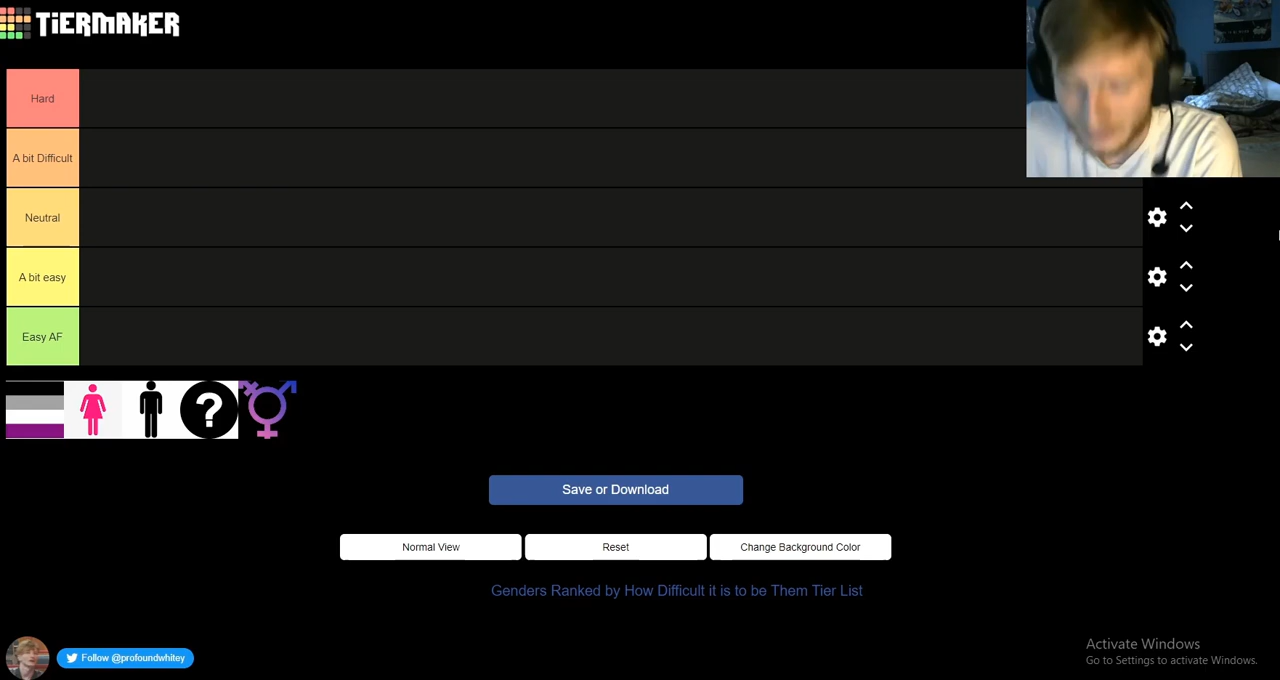 TiERMAKER
Hard
A bit Difficult
Neutral
A bit easy
Easy AF
?
Save or Download
Normal View
Reset
Change Background Color
Genders Ranked by How Difficult it is to be Them Tier List
Follow @profoundwhitey
Activate Windows
Go to Settings to activate Windows.